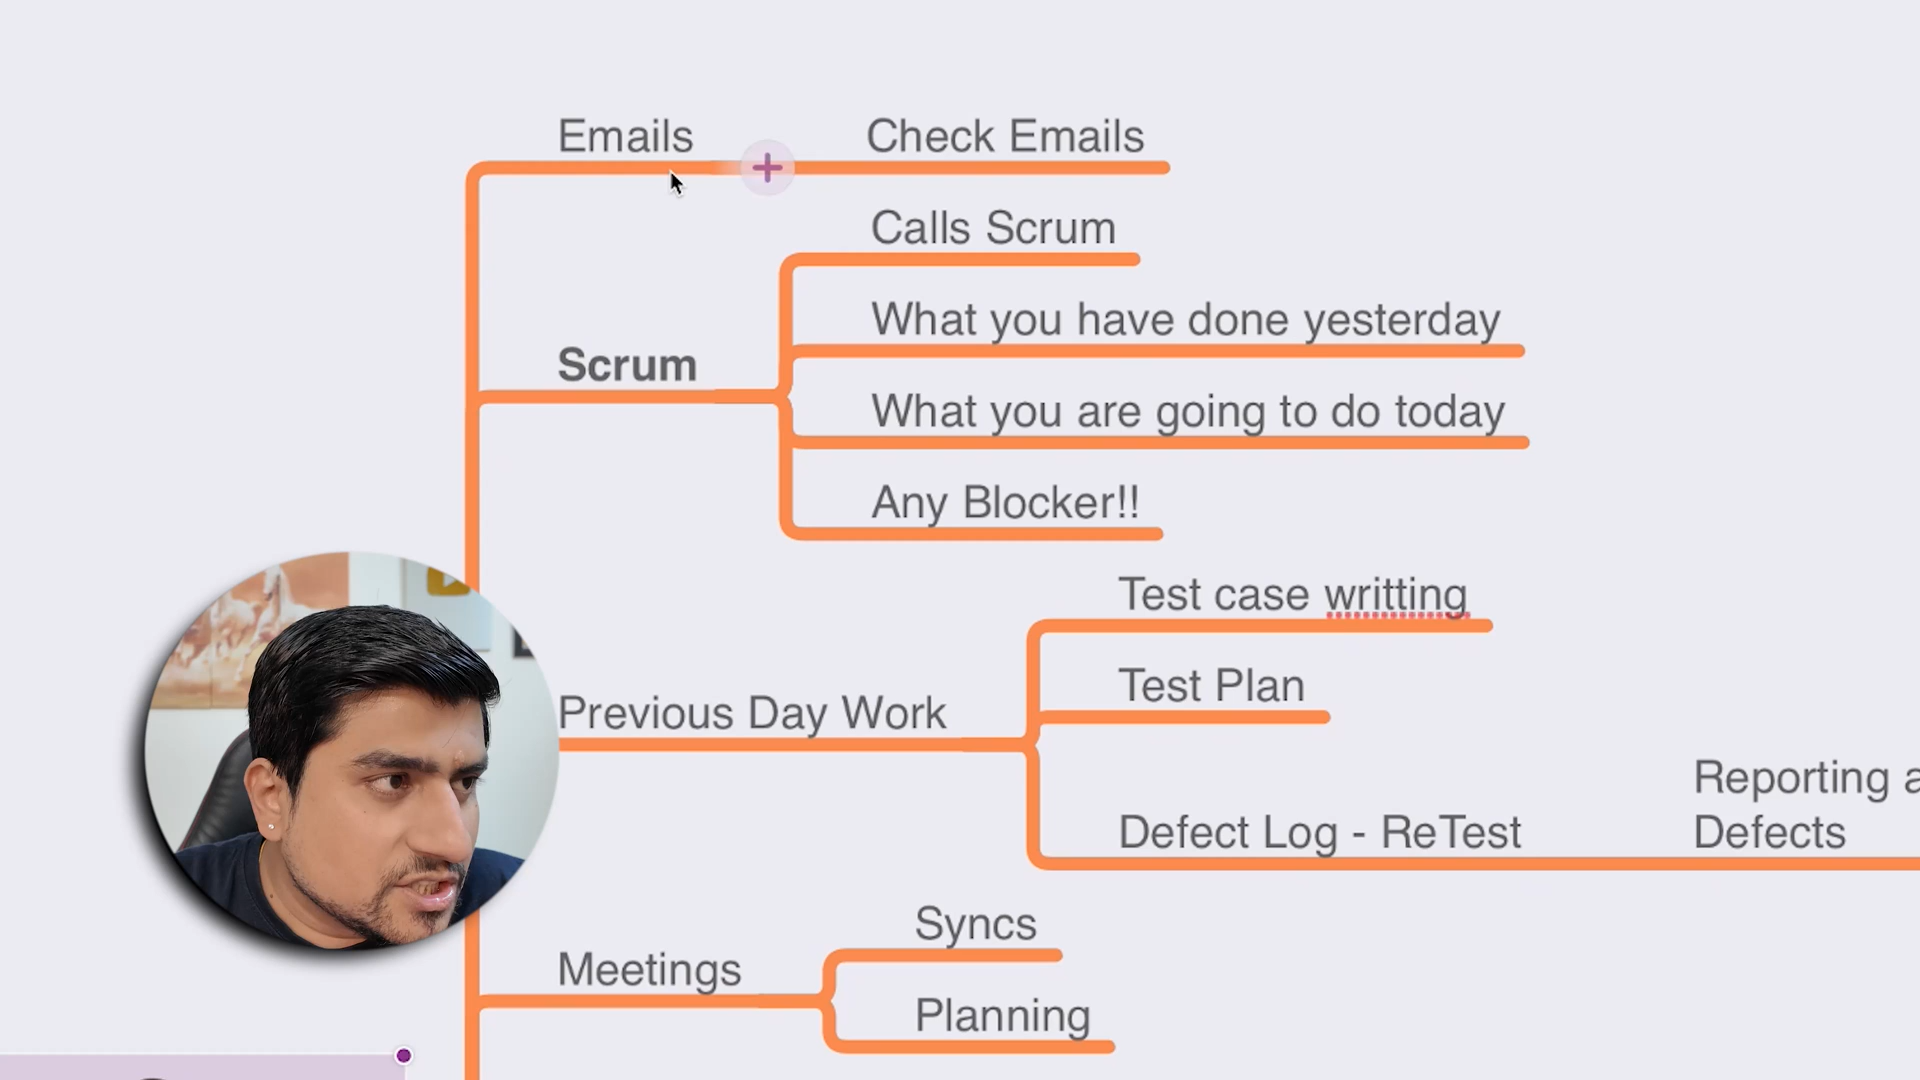 Emails
Check Emails
Calls Scrum
What you have done yesterday
Scrum
What you are going to do today
Any Blocker!!
Test case writting
Test Plan
Previous Day Work
Defect Log - ReTest
Reporting
Defects
Syncs
Meetings
Planning